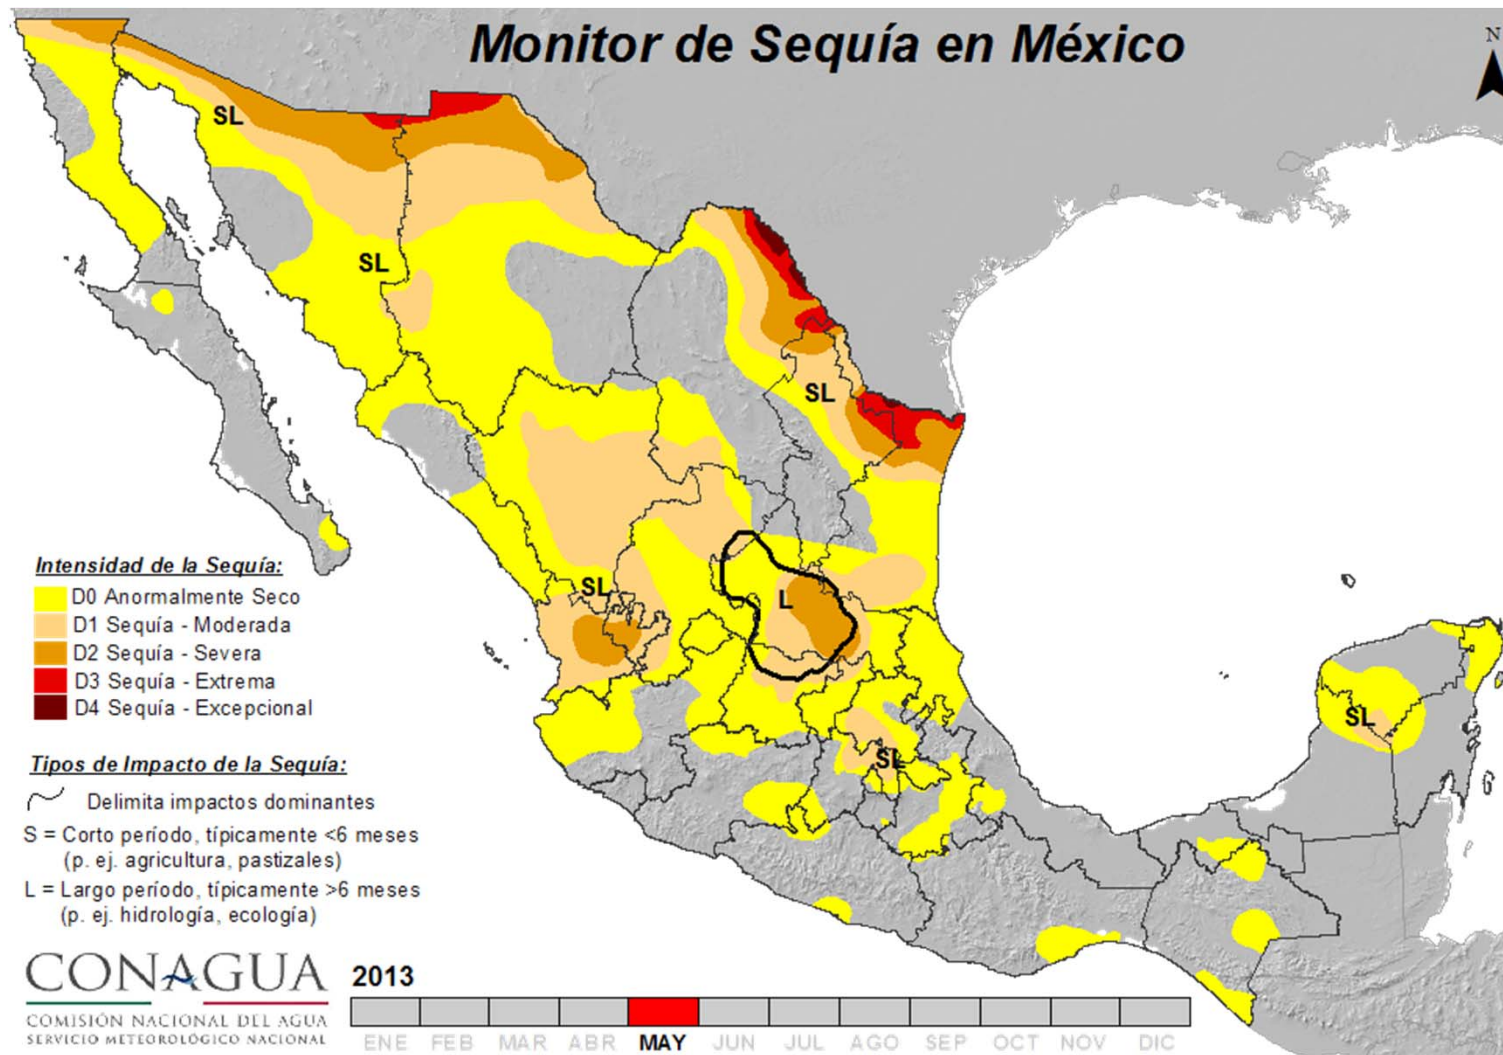 Monitor de Sequía en México
N
SL
SL
SL
SL
L
SL
SL
Intensidad de la Sequía:
D0 Anormalmente Seco
D1 Sequía - Moderada
D2 Sequía - Severa
D3 Sequía - Extrema
D4 Sequía - Excepcional
Tipos de Impacto de la Sequía:
Delimita impactos dominantes
S = Corto período, típicamente <6 meses
(p. ej. agricultura, pastizales)
L = Largo período, típicamente >6 meses
(p. ej. hidrología, ecología)
CONAGUA
COMISIÓN NACIONAL DEL AGUA
SERVICIO METEOROLÓGICO NACIONAL
2013
ENE FEB MAR ABR MAY JUN JUL AGO SEP OCT NOV DIC